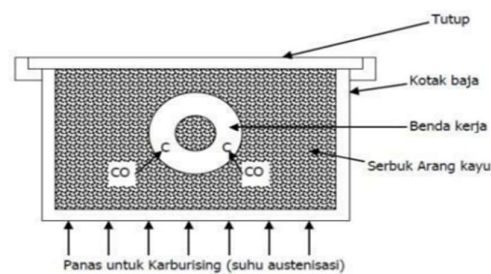 Tutup
Kotak baja
Benda kerja
C
C
CO
CO
Serbuk Arang kayu
Panas untuk Karburising (suhu austenisasi)